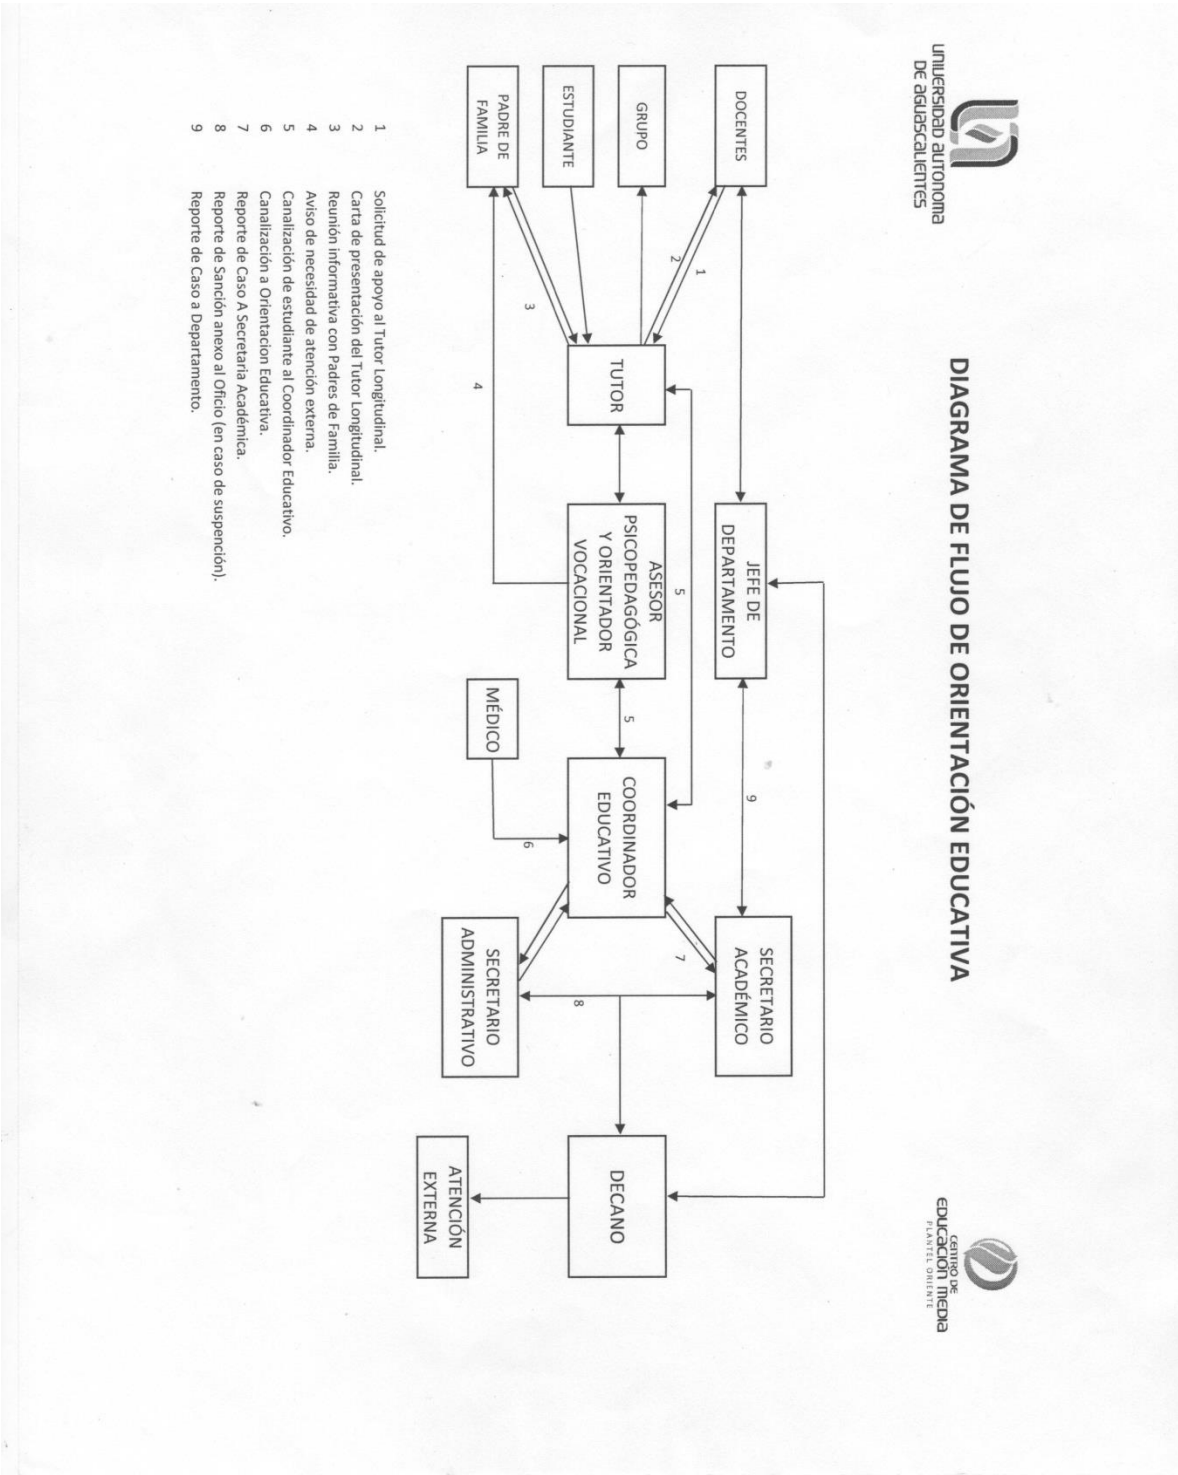 UNIVERSIDAD AUTONOMA
DE AGUASCALIENTES
DIAGRAMA DE FLUJO DE ORIENTACIÓN EDUCATIVA
CENTRO DE
EDUCACIÓN MEDIA
PLANTEL ORIENTE
DOCENTES
JEFE DE
DEPARTAMENTO
9
SECRETARIO
ACADÉMICO
1
2
5
7
GRUPO
ESTUDIANTE
TUTOR
ASESOR
PSICOPEDAGÓGICA
Y ORIENTADOR
VOCACIONAL
5
COORDINADOR
EDUCATIVO
8
DECANO
3
6
PADRE DE
FAMILIA
4
MÉDICO
SECRETARIO
ADMINISTRATIVO
ATENCIÓN
EXTERNA
1 Solicitud de apoyo al Tutor Longitudinal.
2 Carta de presentación del Tutor Longitudinal.
3 Reunión informativa con Padres de Familia.
4 Aviso de necesidad de atención externa.
5 Canalización de estudiante al Coordinador Educativo.
6 Canalización a Orientacion Educativa.
7 Reporte de Caso A Secretaria Académica.
8 Reporte de Sanción anexo al Oficio (en caso de suspención).
9 Reporte de Caso a Departamento.